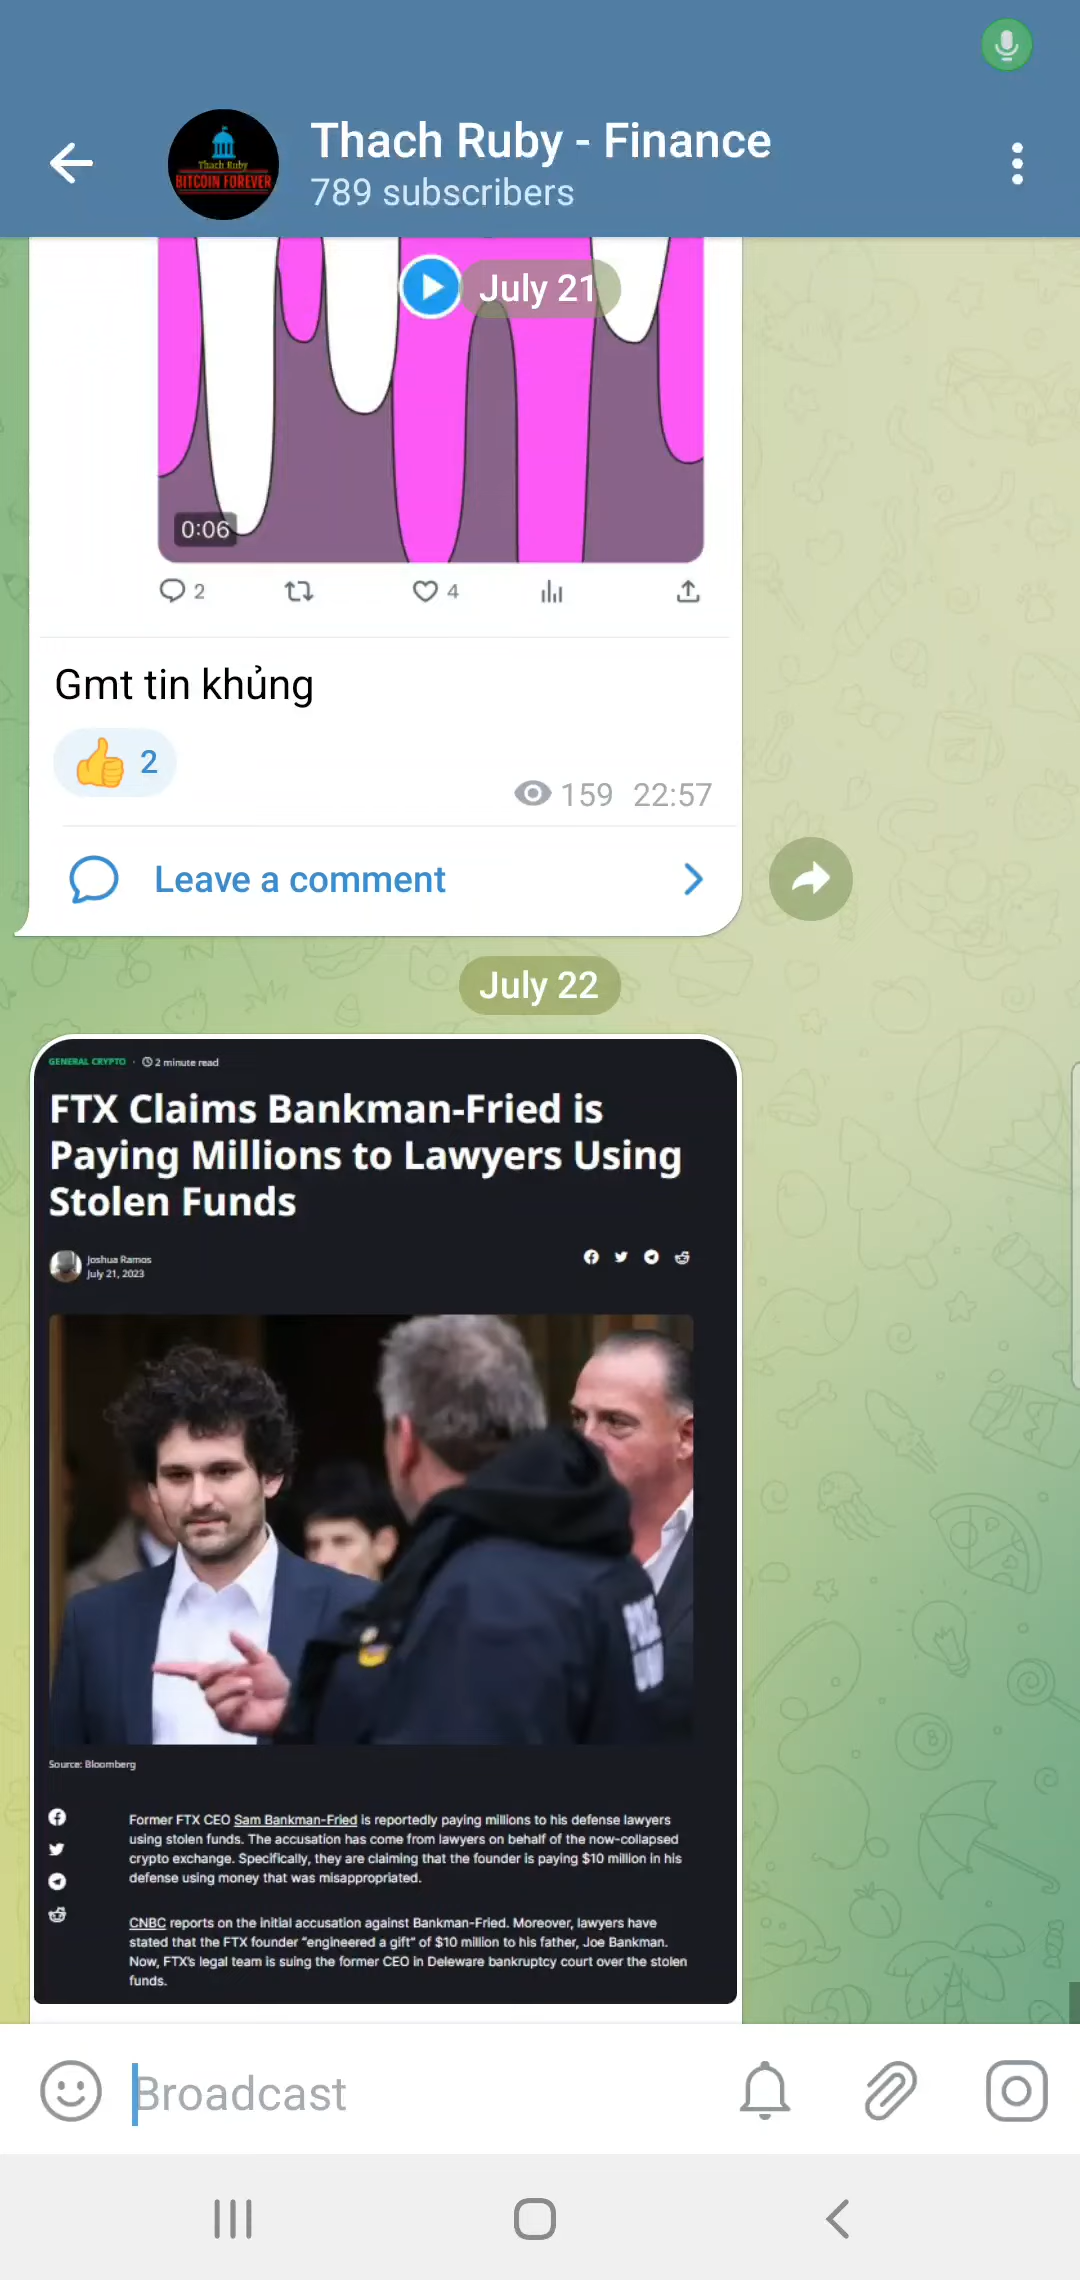 Thach Ruby - Finance
789 subscribers
Thach Ruby
BITCOIN FOREVER
July 21
0:06
2
4
Gmt tin khủng
2
159 22:57
Leave a comment
July 22
GENERAL CRYPTO · 2 minute read
FTX Claims Bankman-Fried is
Paying Millions to Lawyers Using
Stolen Funds
Joshua Ramos
July 21, 2023
Source: Bloomberg
Former FTX CEO Sam Bankman-Fried is reportedly paying millions to his defense lawyers
using stolen funds. The accusation has come from lawyers on behalf of the now-collapsed
crypto exchange. Specifically, they are claiming that the founder is paying $10 million in his
defense using money that was misappropriated.
CNBC reports on the initial accusation against Bankman-Fried. Moreover, lawyers have
stated that the FTX founder "engineered a gift" of $10 million to his father, Joe Bankman.
Now, FTX's legal team is suing the former CEO in Deleware bankruptcy court over the stolen
funds.
Broadcast